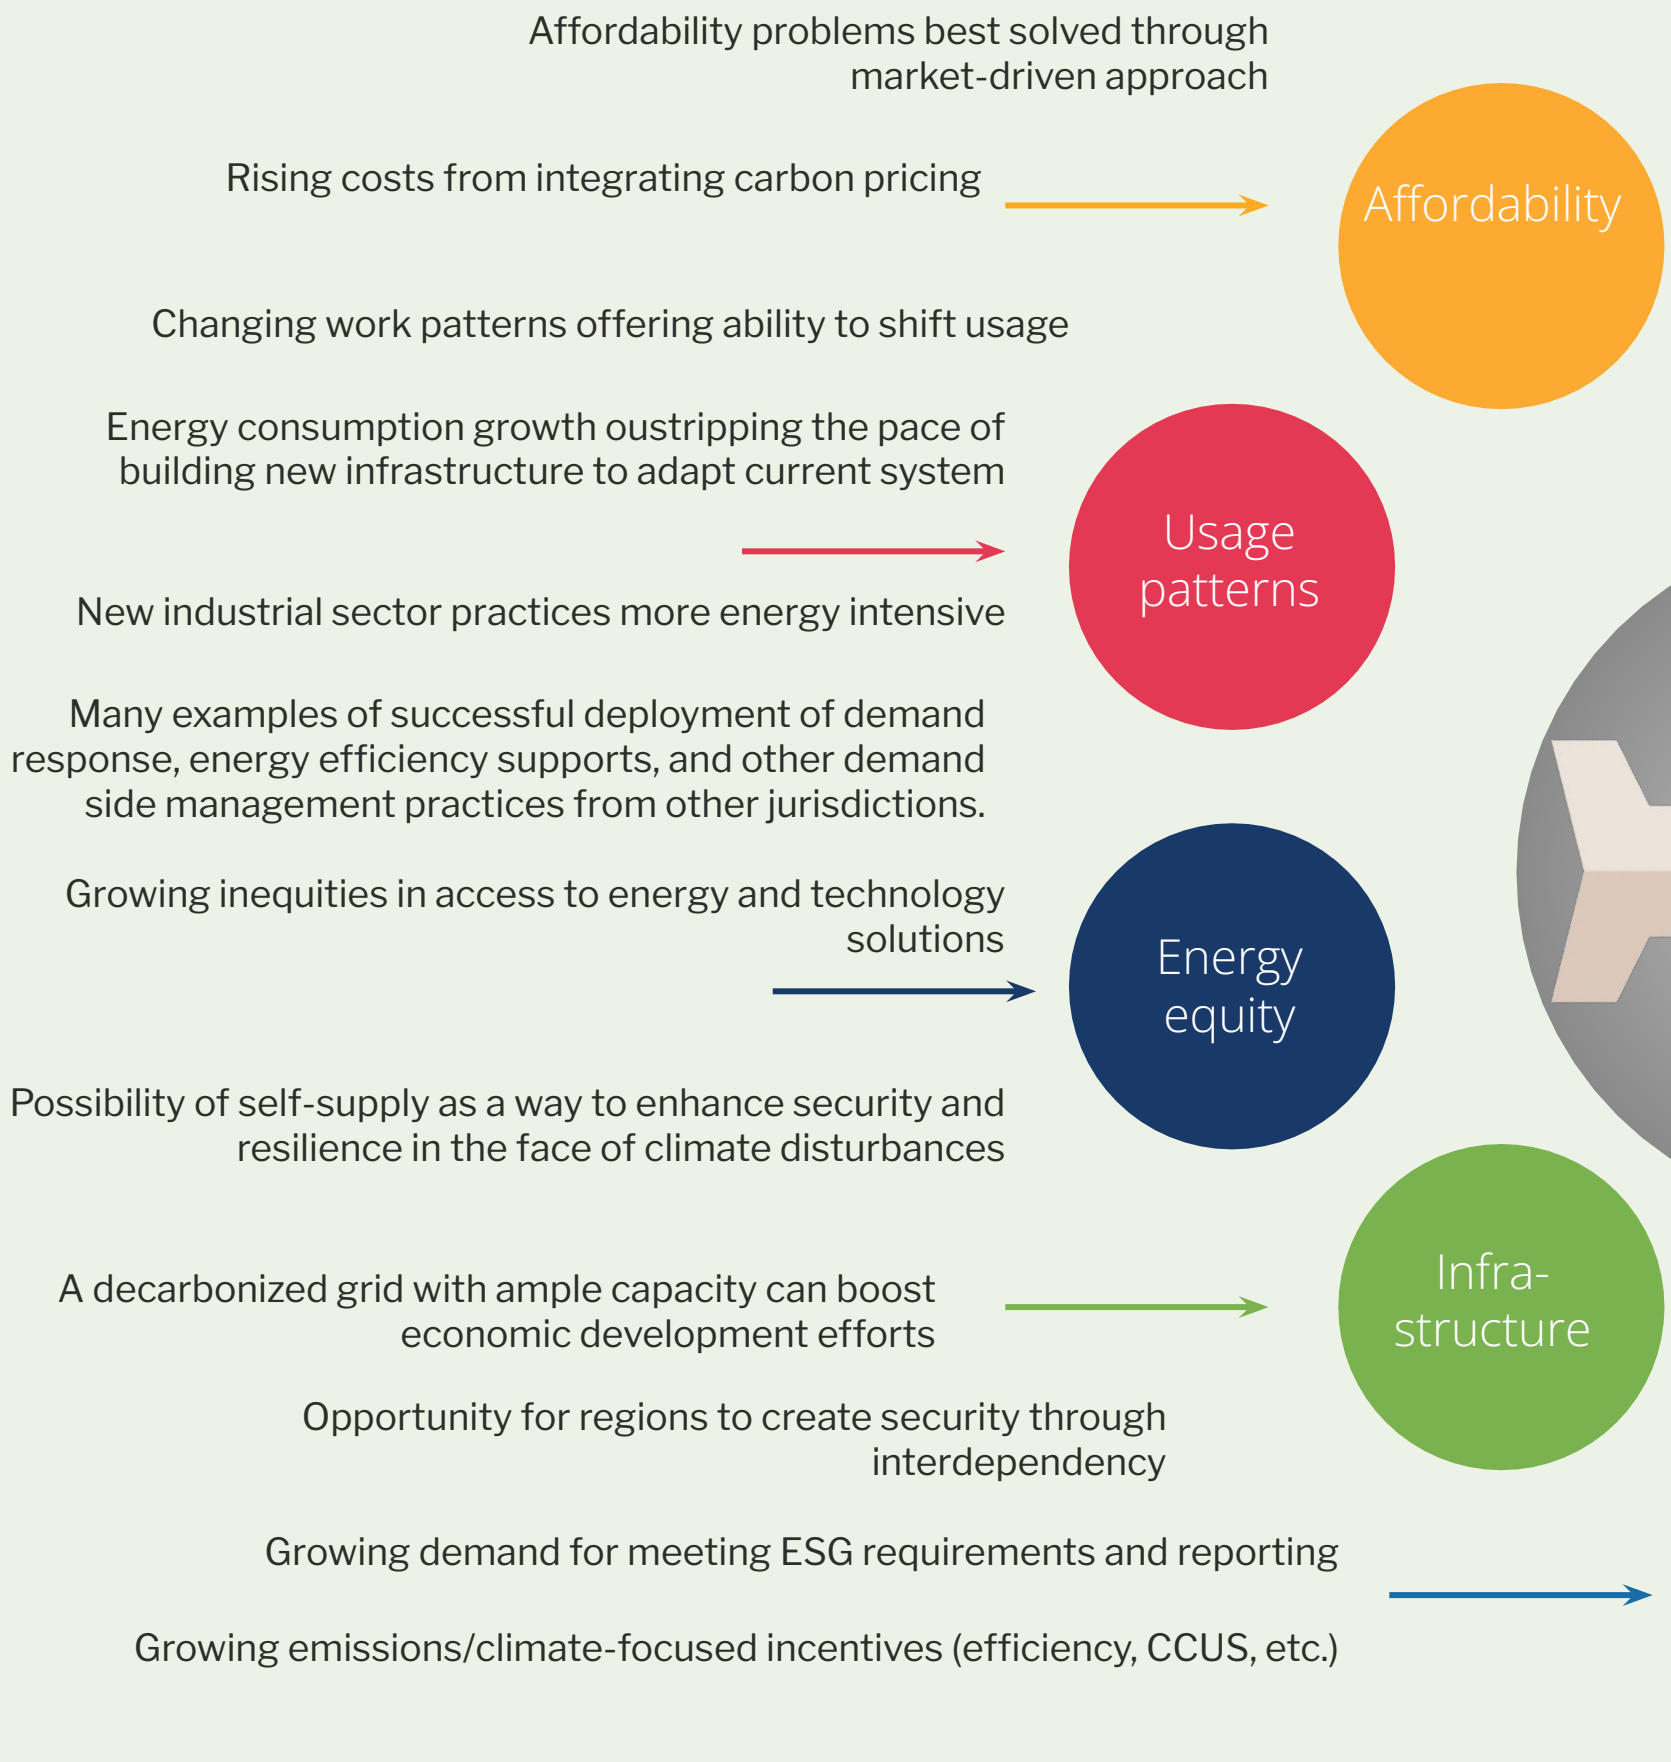 Affordability problems best solved through
market-driven approach
Rising costs from integrating carbon pricing
Affordability
Changing work patterns offering ability to shift usage
Energy consumption growth oustripping the pace of
building new infrastructure to adapt current system
Usage
patterns
New industrial sector practices more energy intensive
Many examples of successful deployment of demand
response, energy efficiency supports, and other demand
side management practices from other jurisdictions.
Growing inequities in access to energy and technology
solutions
Energy
equity
Possibility of self-supply as a way to enhance security and
resilience in the face of climate disturbances
A decarbonized grid with ample capacity can boost
economic development efforts
Infra-
structure
Opportunity for regions to create security through
interdependency
Growing demand for meeting ESG requirements and reporting
Growing emissions/climate-focused incentives (efficiency, CCUS, etc.)